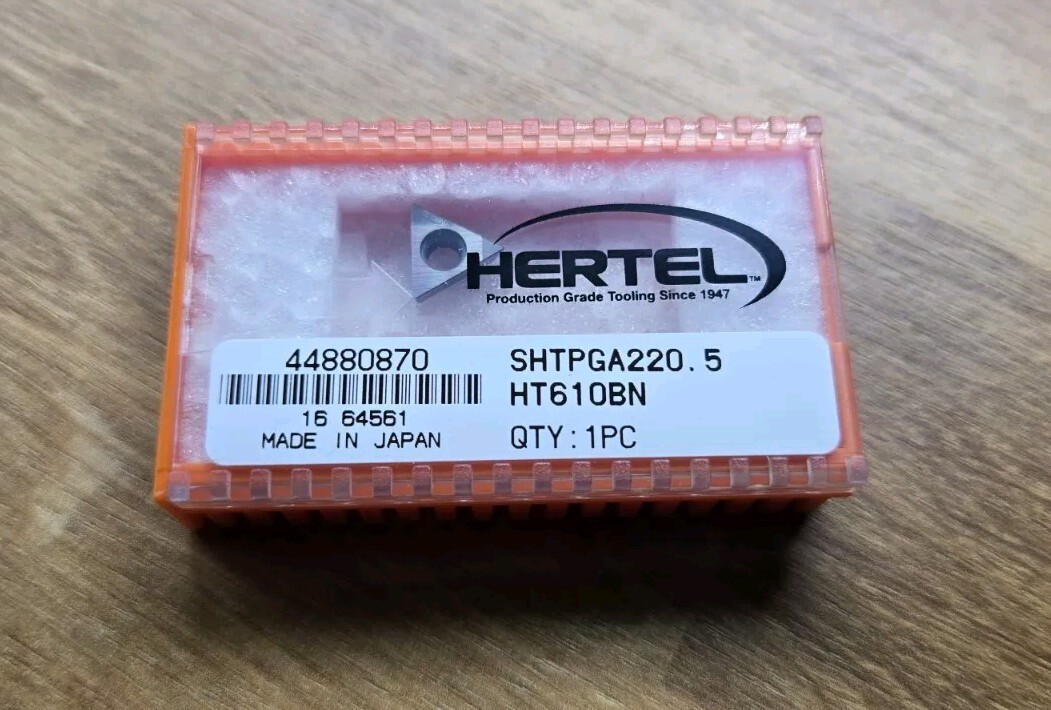 HERTEL™
Production Grade Tooling Since 1947
44880870
16 64561
MADE IN JAPAN
SHTPGA220.5
HT610BN
QTY:1PC